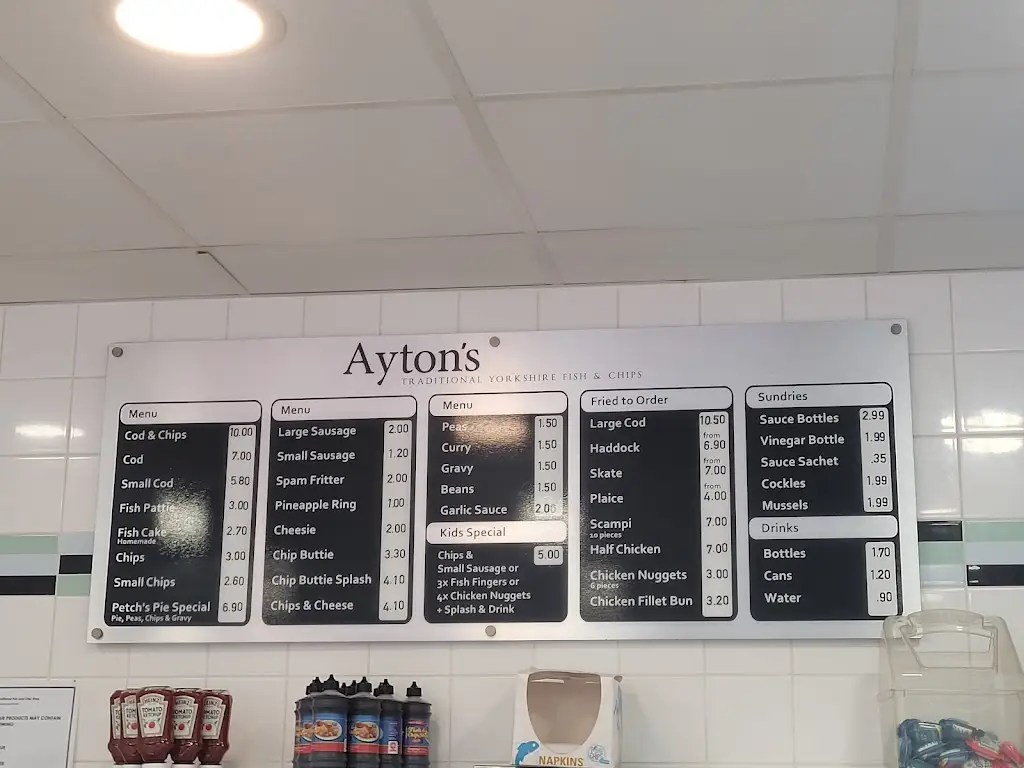 Ayton's
TRADITIONAL YORKSHIRE FISH & CHIPS
Menu
Cod & Chips 10.00
Cod 7.00
Small Cod 5.80
Fish Pattie 3.00
Fish Cake 2.70
Homemade
Chips 3.00
Small Chips 2.60
Petch's Pie Special 6.90
Pie, Peas, Chips & Gravy
Menu
Large Sausage 2.00
Small Sausage 1.20
Spam Fritter 2.00
Pineapple Ring 1.00
Cheesie 2.00
Chip Buttie 3.30
Chip Buttie Splash 4.10
Chips & Cheese 4.10
Menu
Peas 1.50
Curry 1.50
Gravy 1.50
Beans 1.50
Garlic Sauce 2.00
Kids Special
Chips & 5.00
Small Sausage or
3x Fish Fingers or
4x Chicken Nuggets
+ Splash & Drink
Fried to Order
Large Cod 10.50
Haddock from 6.90
Skate from 7.00
Plaice from 4.00
Scampi 7.00
10 pieces
Half Chicken 7.00
Chicken Nuggets 3.00
6 pieces
Chicken Fillet Bun 3.20
Sundries
Sauce Bottles 2.99
Vinegar Bottle 1.99
Sauce Sachet .35
Cockles 1.99
Mussels 1.99
Drinks
Bottles 1.70
Cans 1.20
Water .90
HEINZ
TOMATO
KETCHUP
NAPKINS
PRODUCTS MAY CONTAIN